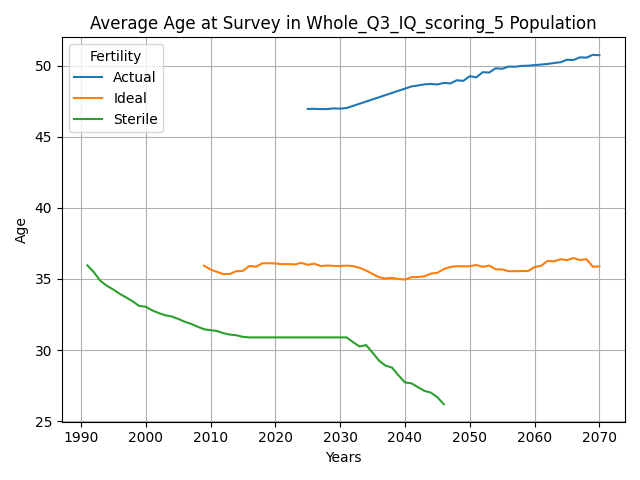 Average Age at Survey in Whole_Q3_IQ_scoring_5 Population
Fertility
Actual
Ideal
Sterile
Age
50
45
40
35
30
25
1990 2000 2010 2020 2030 2040 2050 2060 2070
Years